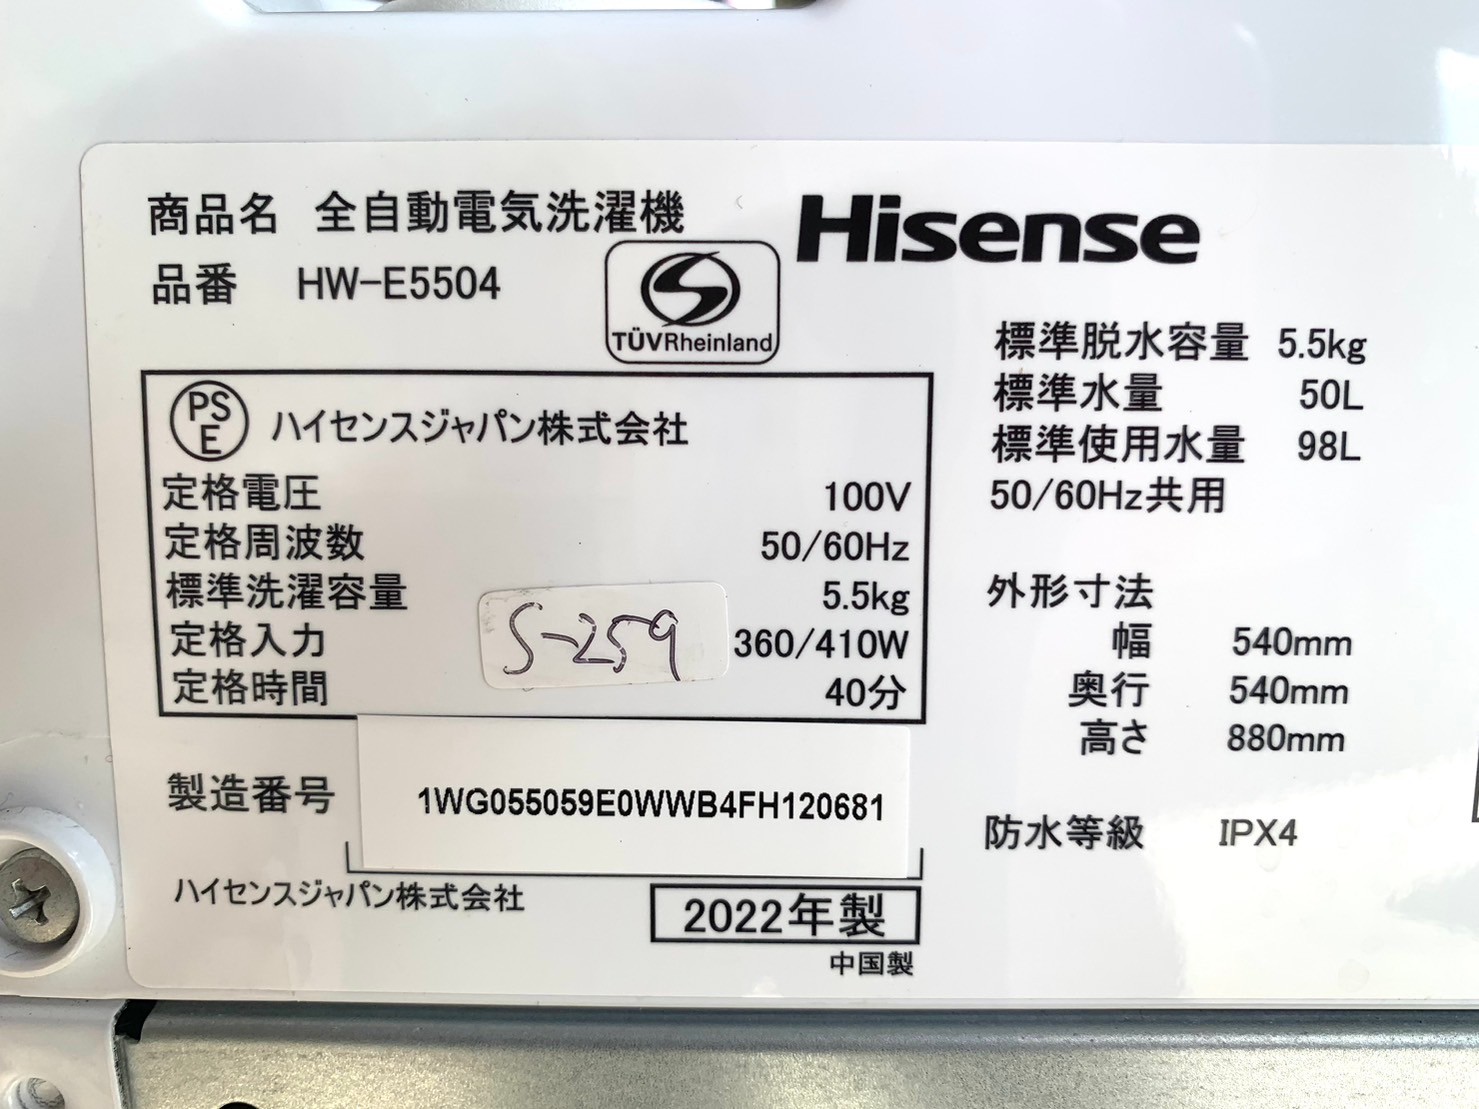 商品名 全自動電気洗濯機
品番 HW-E5504
TÜVRheinland
Hisense
PS
E
ハイセンスジャパン株式会社
定格電圧 100V
定格周波数 50/60Hz
標準洗濯容量 5.5kg
定格入力 360/410W
定格時間 40分
S-259
製造番号 1WG055059E0WWB4FH120681
ハイセンスジャパン株式会社
2022年製
中国製
標準脱水容量 5.5kg
標準水量 50L
標準使用水量 98L
50/60Hz共用
外形寸法
幅 540mm
奥行 540mm
高さ 880mm
防水等級 IPX4